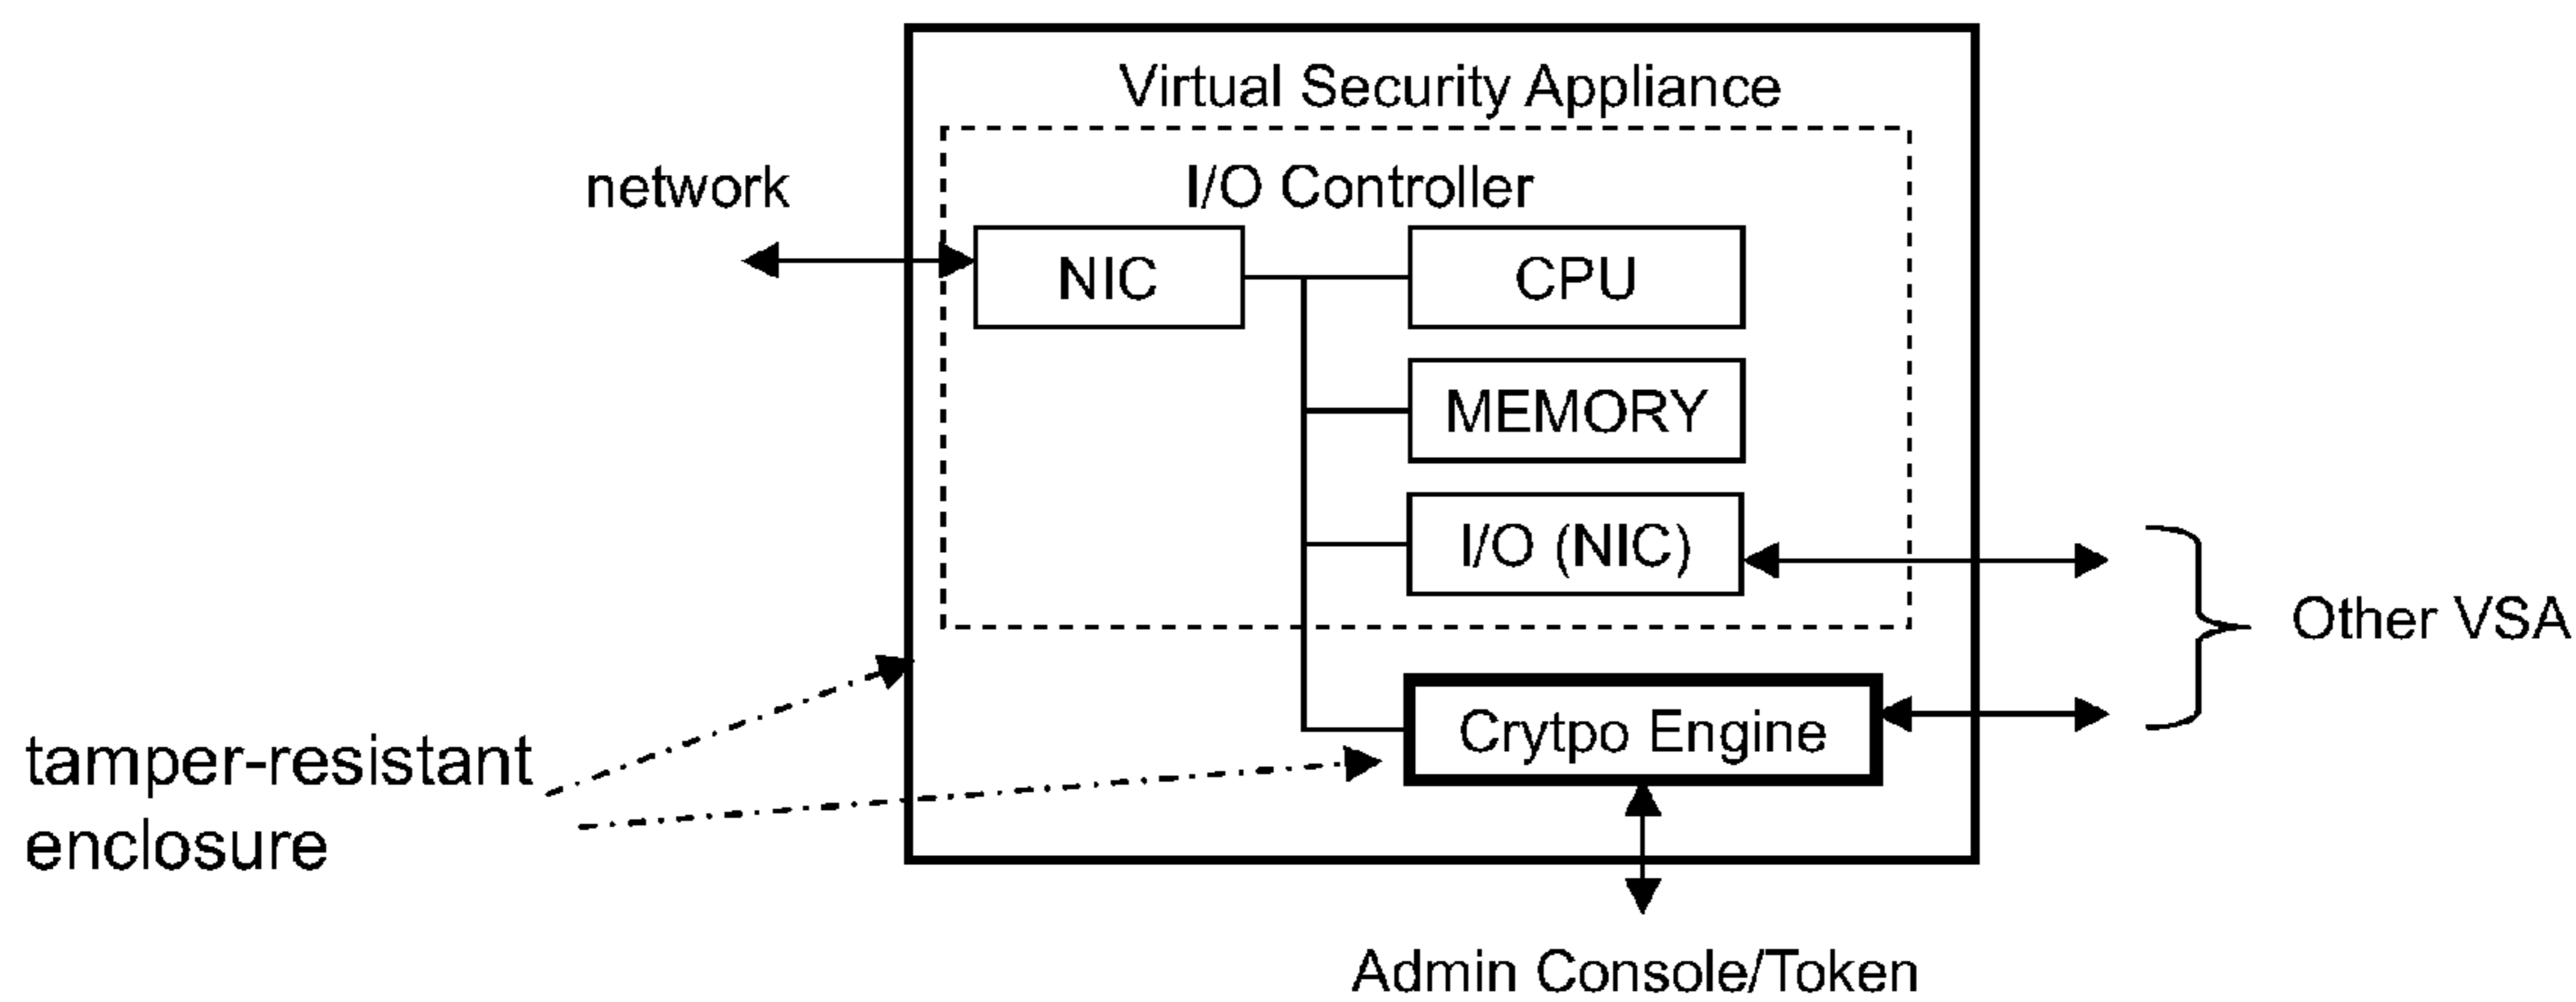 Virtual Security Appliance
network
I/O Controller
NIC
CPU
MEMORY
I/O (NIC)
Other VSA
Crytpo Engine
tamper-resistant
enclosure
Admin Console/Token